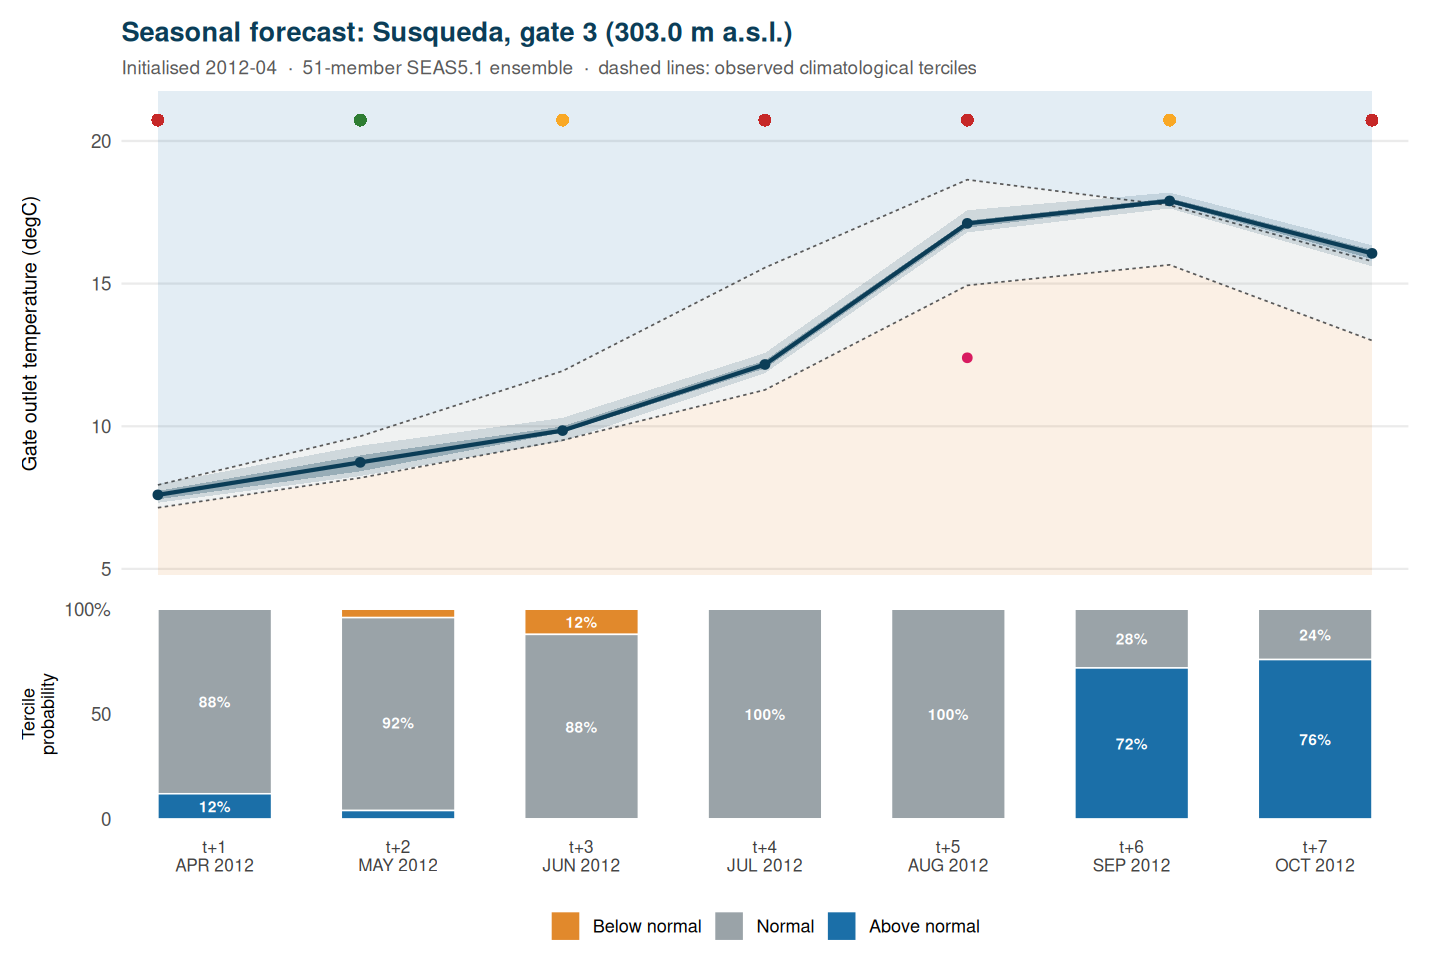 Seasonal forecast: Susqueda, gate 3 (303.0 m a.s.l.)
Initialised 2012-04 · 51-member SEAS5.1 ensemble · dashed lines: observed climatological terciles
Gate outlet temperature (degC)
20
15
10
5
Tercile
probability
100%
50
0
88%
12%
92%
12%
88%
100%
100%
28%
72%
24%
76%
t+1
APR 2012
t+2
MAY 2012
t+3
JUN 2012
t+4
JUL 2012
t+5
AUG 2012
t+6
SEP 2012
t+7
OCT 2012
Below normal
Normal
Above normal